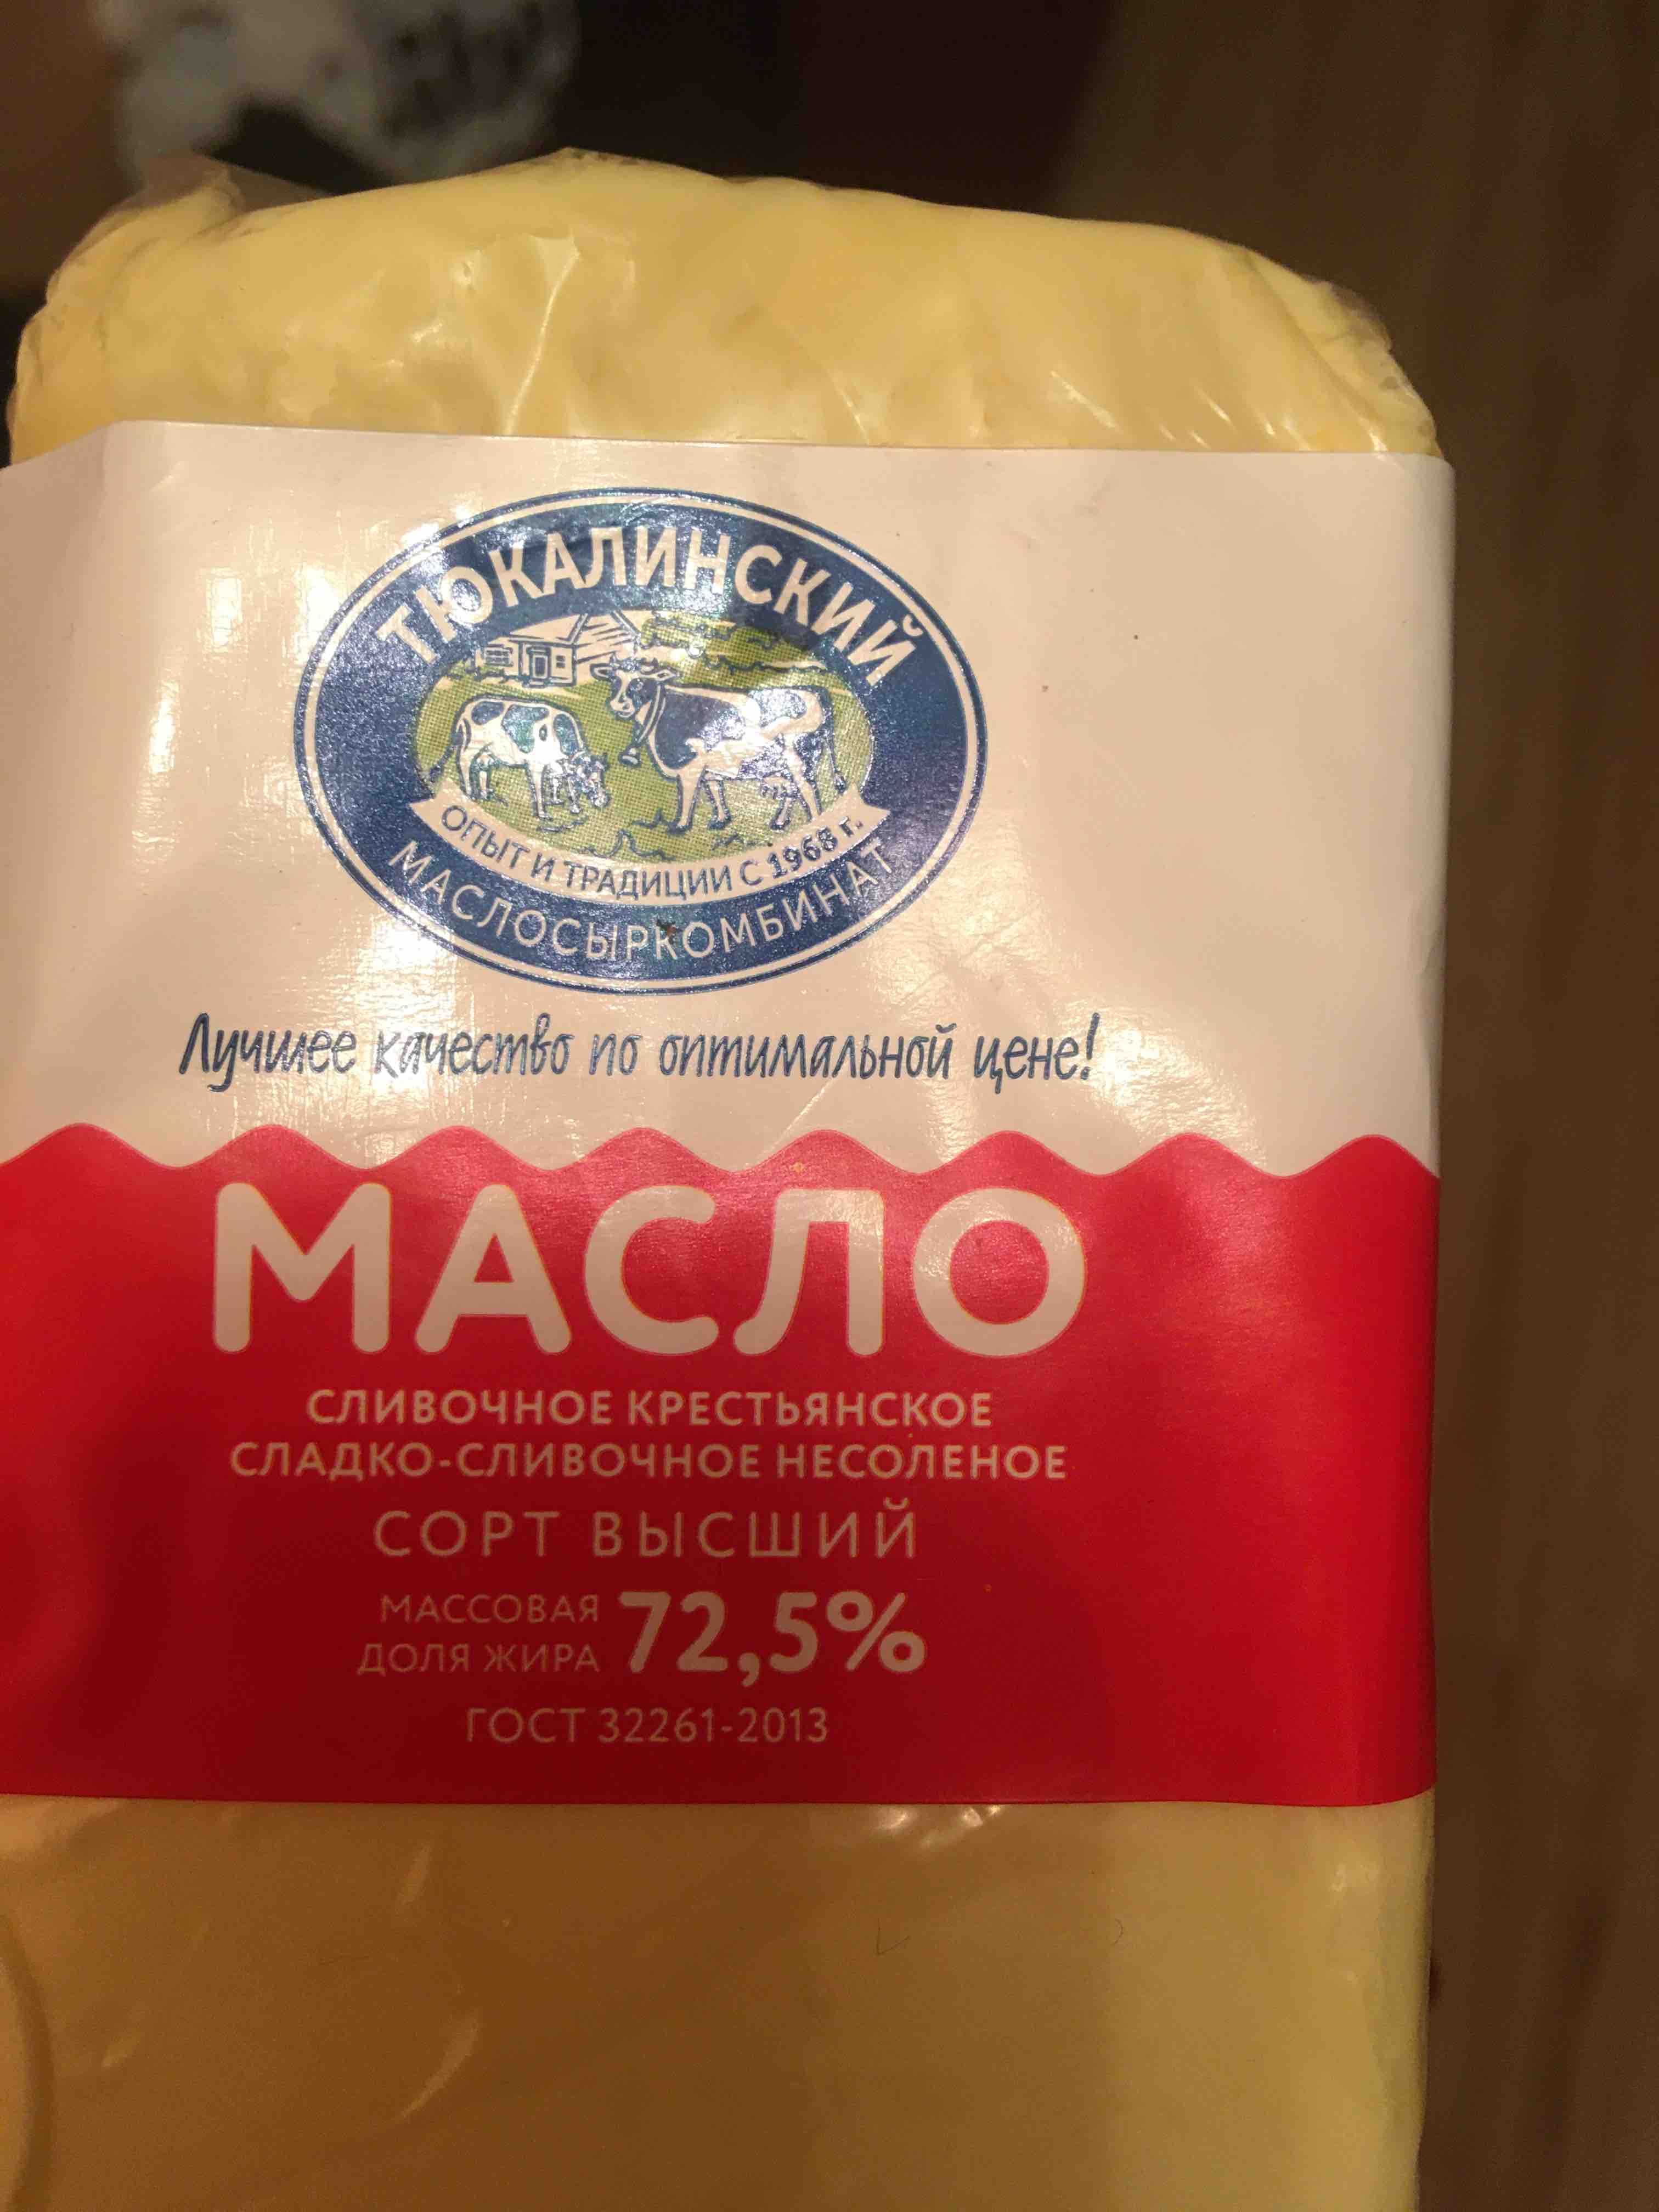 ТЮКАЛИНСКИЙ
ОПЫТ И ТРАДИЦИИ С 1968 г.
МАСЛОСЫРКОМБИНАТ
Лучшее качество по оптимальной цене!
МАСЛО
СЛИВОЧНОЕ КРЕСТЬЯНСКОЕ
СЛАДКО-СЛИВОЧНОЕ НЕСОЛЕНОЕ
СОРТ ВЫСШИЙ
МАССОВАЯ
ДОЛЯ ЖИРА 72,5%
ГОСТ 32261-2013